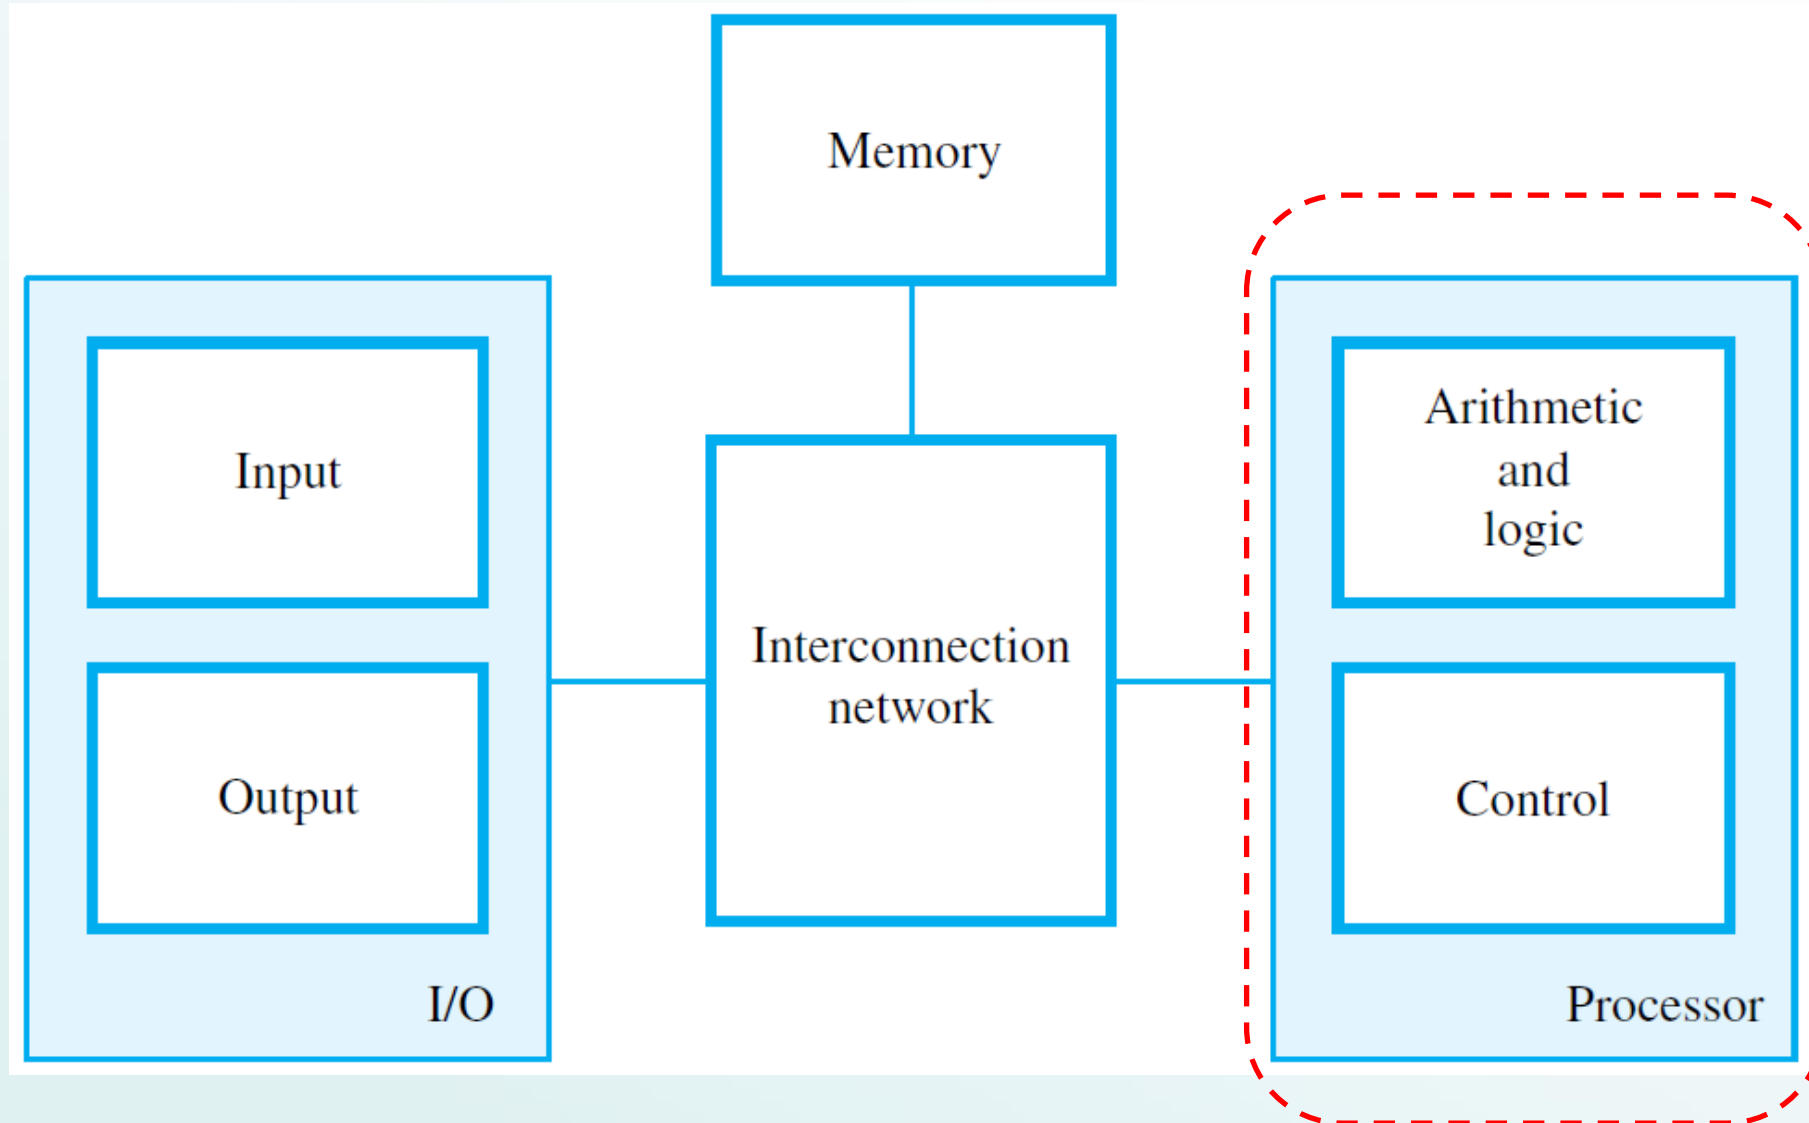 Memory
Input
Output
I/O
Interconnection
network
Arithmetic
and
logic
Control
Processor